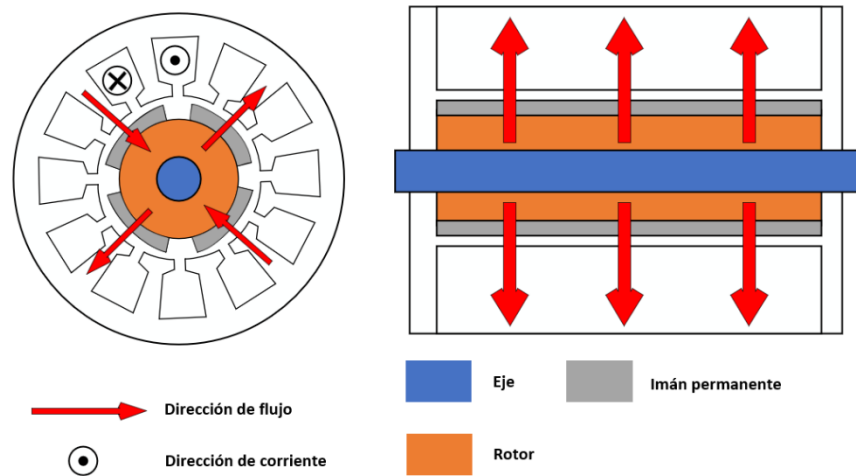 Dirección de flujo
Eje
Imán permanente
Dirección de corriente
Rotor